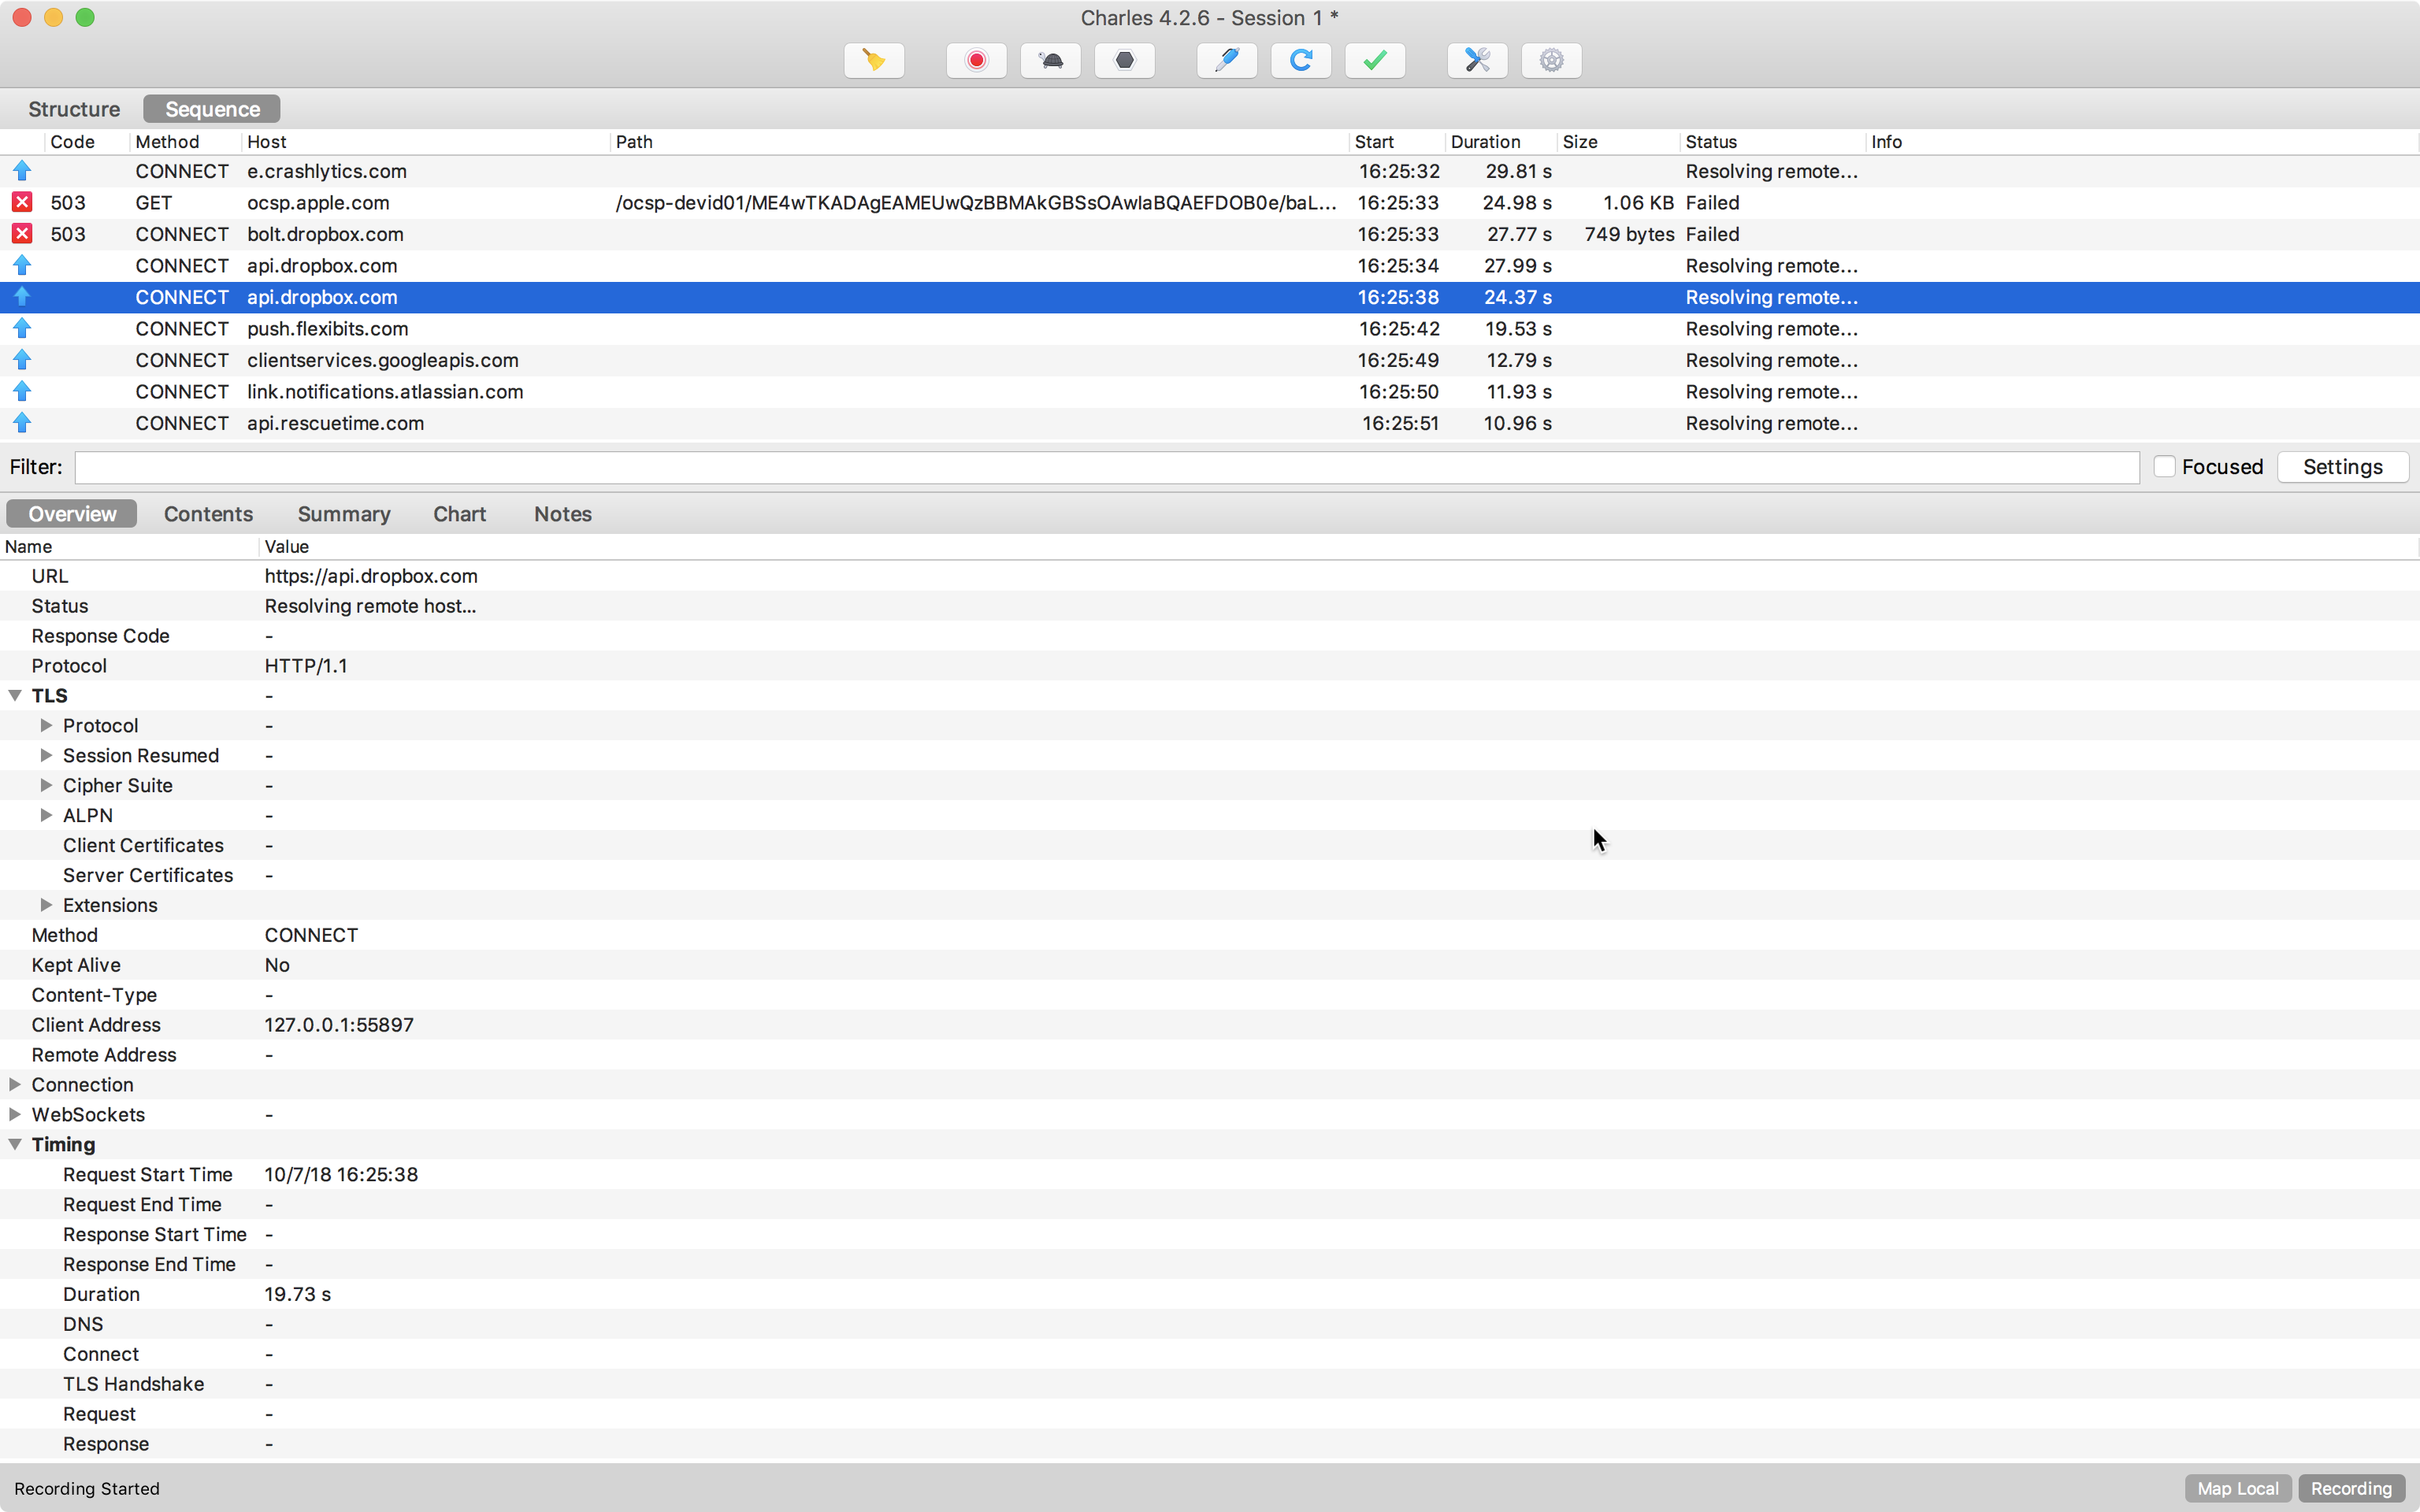 Charles 4.2.6 - Session 1 *
Structure Sequence
Code Method Host Path Start Duration Size Status Info
CONNECT e.crashlytics.com 16:25:32 29.81 s Resolving remote...
503 GET ocsp.apple.com /ocsp-devid01/ME4wTKADAgEAMEUwQzBBMAkGBSsOAwIaBQAEFDOB0e/baL... 16:25:33 24.98 s 1.06 KB Failed
503 CONNECT bolt.dropbox.com 16:25:33 27.77 s 749 bytes Failed
CONNECT api.dropbox.com 16:25:34 27.99 s Resolving remote...
CONNECT api.dropbox.com 16:25:38 24.37 s Resolving remote...
CONNECT push.flexibits.com 16:25:42 19.53 s Resolving remote...
CONNECT clientservices.googleapis.com 16:25:49 12.79 s Resolving remote...
CONNECT link.notifications.atlassian.com 16:25:50 11.93 s Resolving remote...
CONNECT api.rescuetime.com 16:25:51 10.96 s Resolving remote...
Filter: Focused Settings
Overview Contents Summary Chart Notes
Name Value
URL https://api.dropbox.com
Status Resolving remote host...
Response Code -
Protocol HTTP/1.1
TLS -
Protocol -
Session Resumed -
Cipher Suite -
ALPN -
Client Certificates -
Server Certificates -
Extensions
Method CONNECT
Kept Alive No
Content-Type -
Client Address 127.0.0.1:55897
Remote Address -
Connection
WebSockets -
Timing
Request Start Time 10/7/18 16:25:38
Request End Time -
Response Start Time -
Response End Time -
Duration 19.73 s
DNS -
Connect -
TLS Handshake -
Request -
Response -
Recording Started Map Local Recording